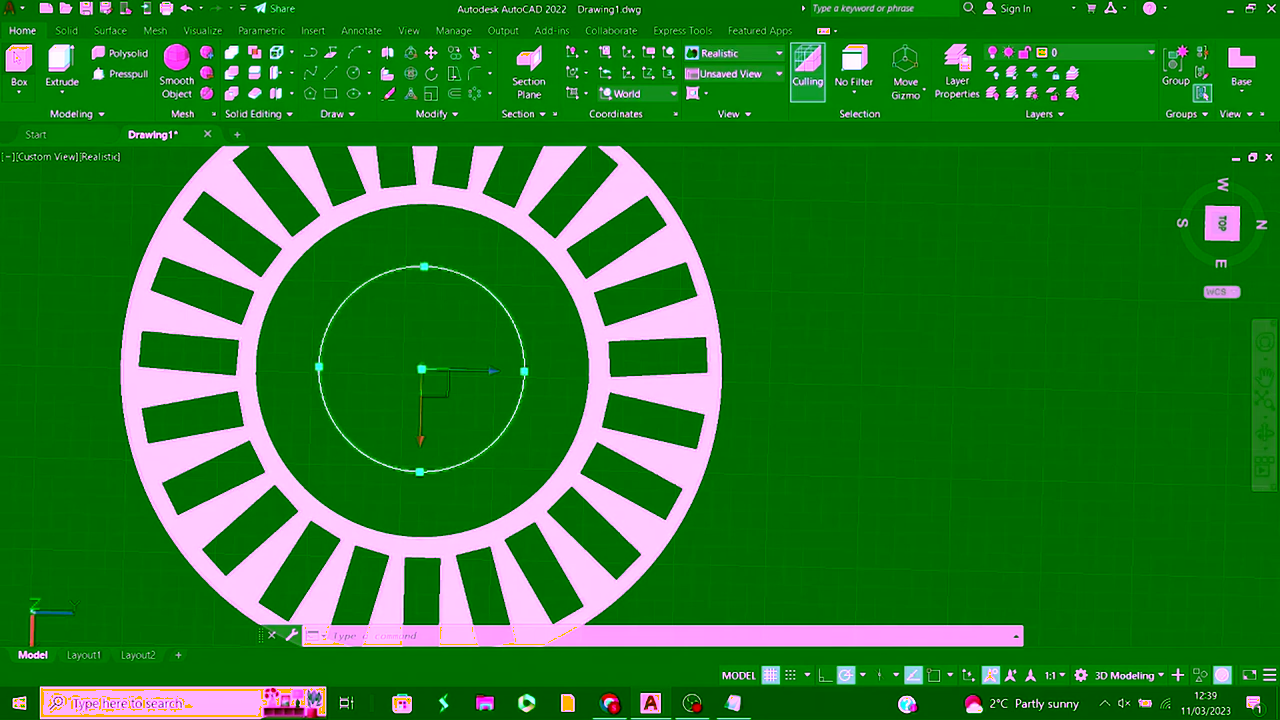 Share
Autodesk AutoCAD 2022 Drawing1.dwg
Type a keyword or phrase
Sign In
Home Solid Surface Mesh Visualize Parametric Insert Annotate View Manage Output Add-ins Collaborate Express Tools Featured Apps
Box
Extrude
Polysolid
Presspull
Smooth
Object
Section
Plane
World
Realistic
Unsaved View
Culling
No Filter
Move
Gizmo
Layer
Properties
0
Group
Base
Modeling Mesh Solid Editing Draw Modify Section Coordinates View Selection Layers Groups View
Start Drawing1*
[−][Custom View][Realistic]
W
S TOP N
E
WCS
Z
Type a command
Model Layout1 Layout2
MODEL 1:1 3D Modeling
Type here to search
2°C Partly sunny
12:39
11/03/2023